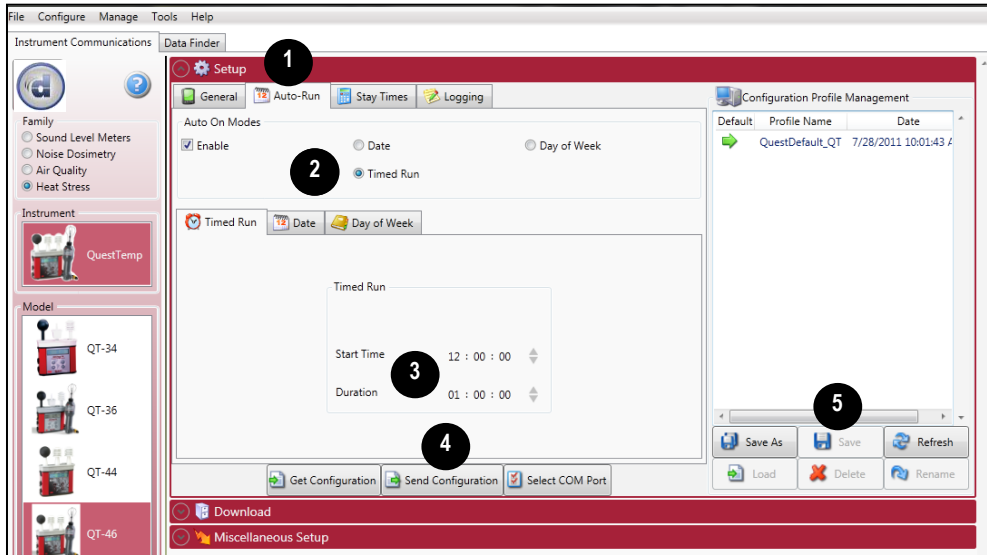 File Configure Manage Tools Help
Instrument Communications Data Finder
1
Setup
General Auto-Run Stay Times Logging
Family
Sound Level Meters
Noise Dosimetry
Air Quality
Heat Stress
Instrument
QuestTemp
Model
QT-34
QT-36
QT-44
QT-46
Auto On Modes
Enable Date Day of Week
2
Timed Run
Timed Run Date Day of Week
Timed Run
Start Time 12 : 00 : 00
3
Duration 01 : 00 : 00
4
Get Configuration Send Configuration Select COM Port
Configuration Profile Management
Default Profile Name Date
QuestDefault_QT 7/28/2011 10:01:43 A
5
Save As Save Refresh
Load Delete Rename
Download
Miscellaneous Setup